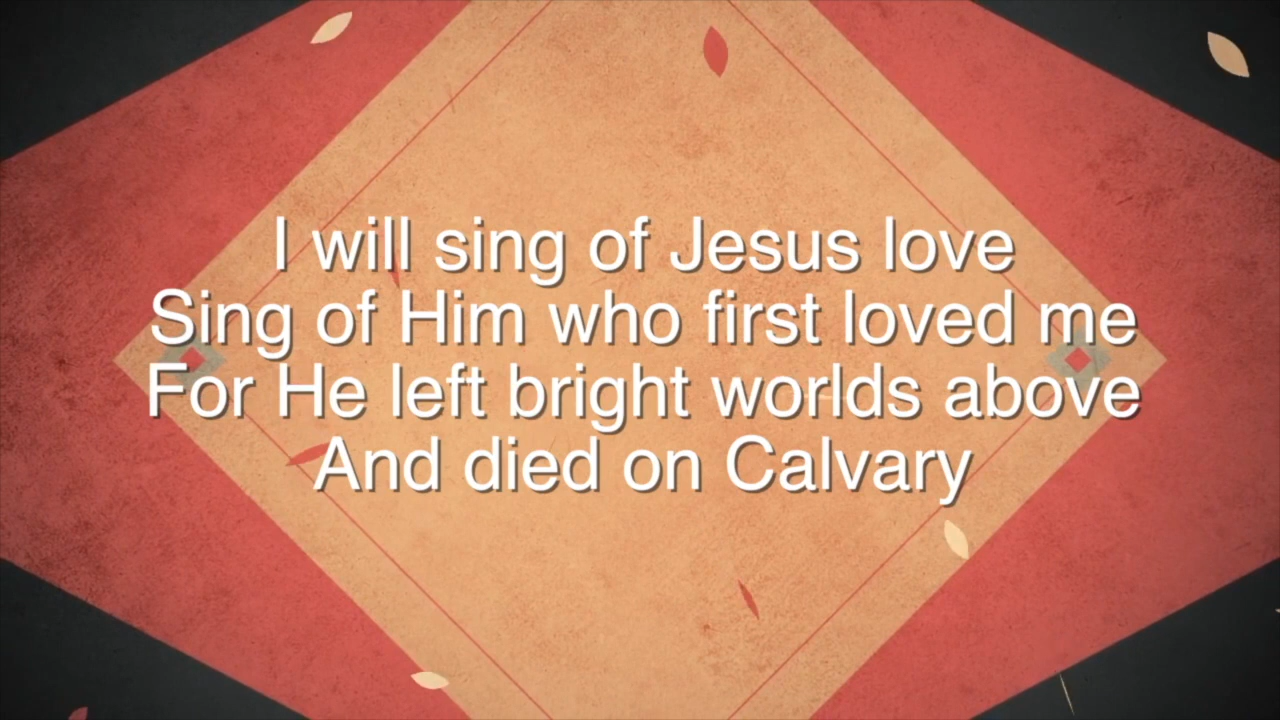 I will sing of Jesus love
Sing of Him who first loved me
For He left bright worlds above
And died on Calvary